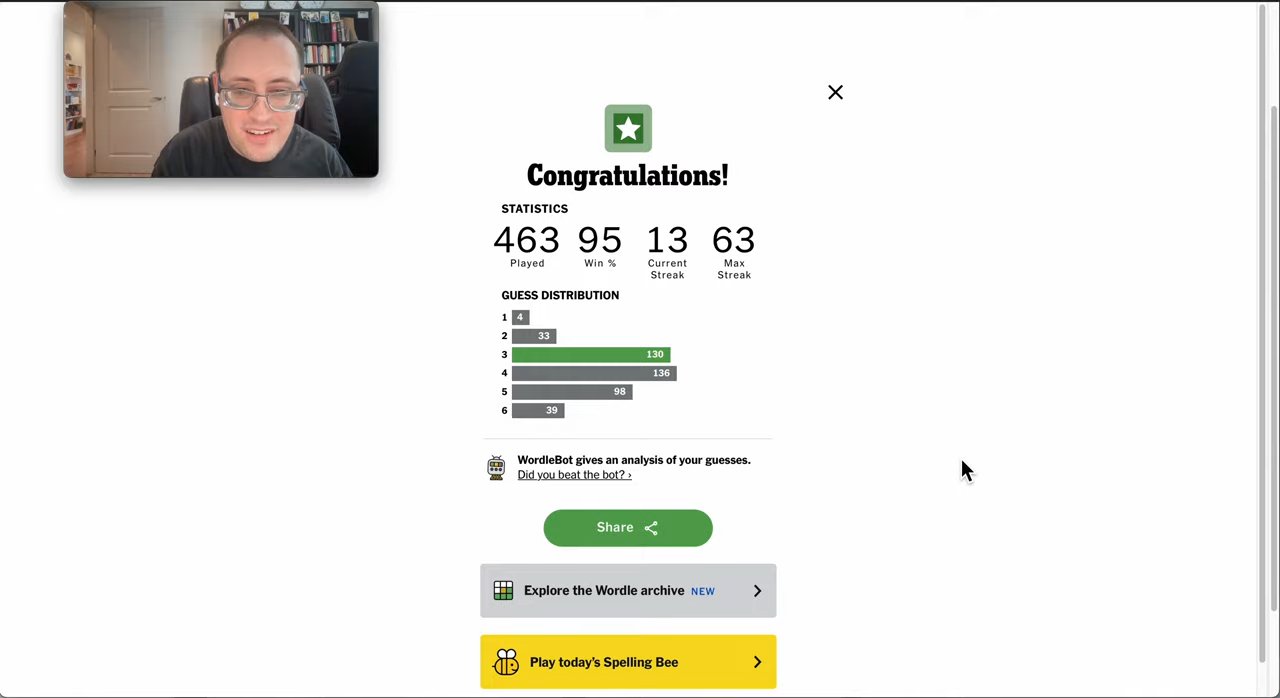 Congratulations!
STATISTICS
463 95 13 63
Played Win % Current Streak Max Streak
GUESS DISTRIBUTION
1 4
2 33
3 130
4 136
5 98
6 39
WordleBot gives an analysis of your guesses.
Did you beat the bot? ›
Share
Explore the Wordle archive NEW
Play today's Spelling Bee